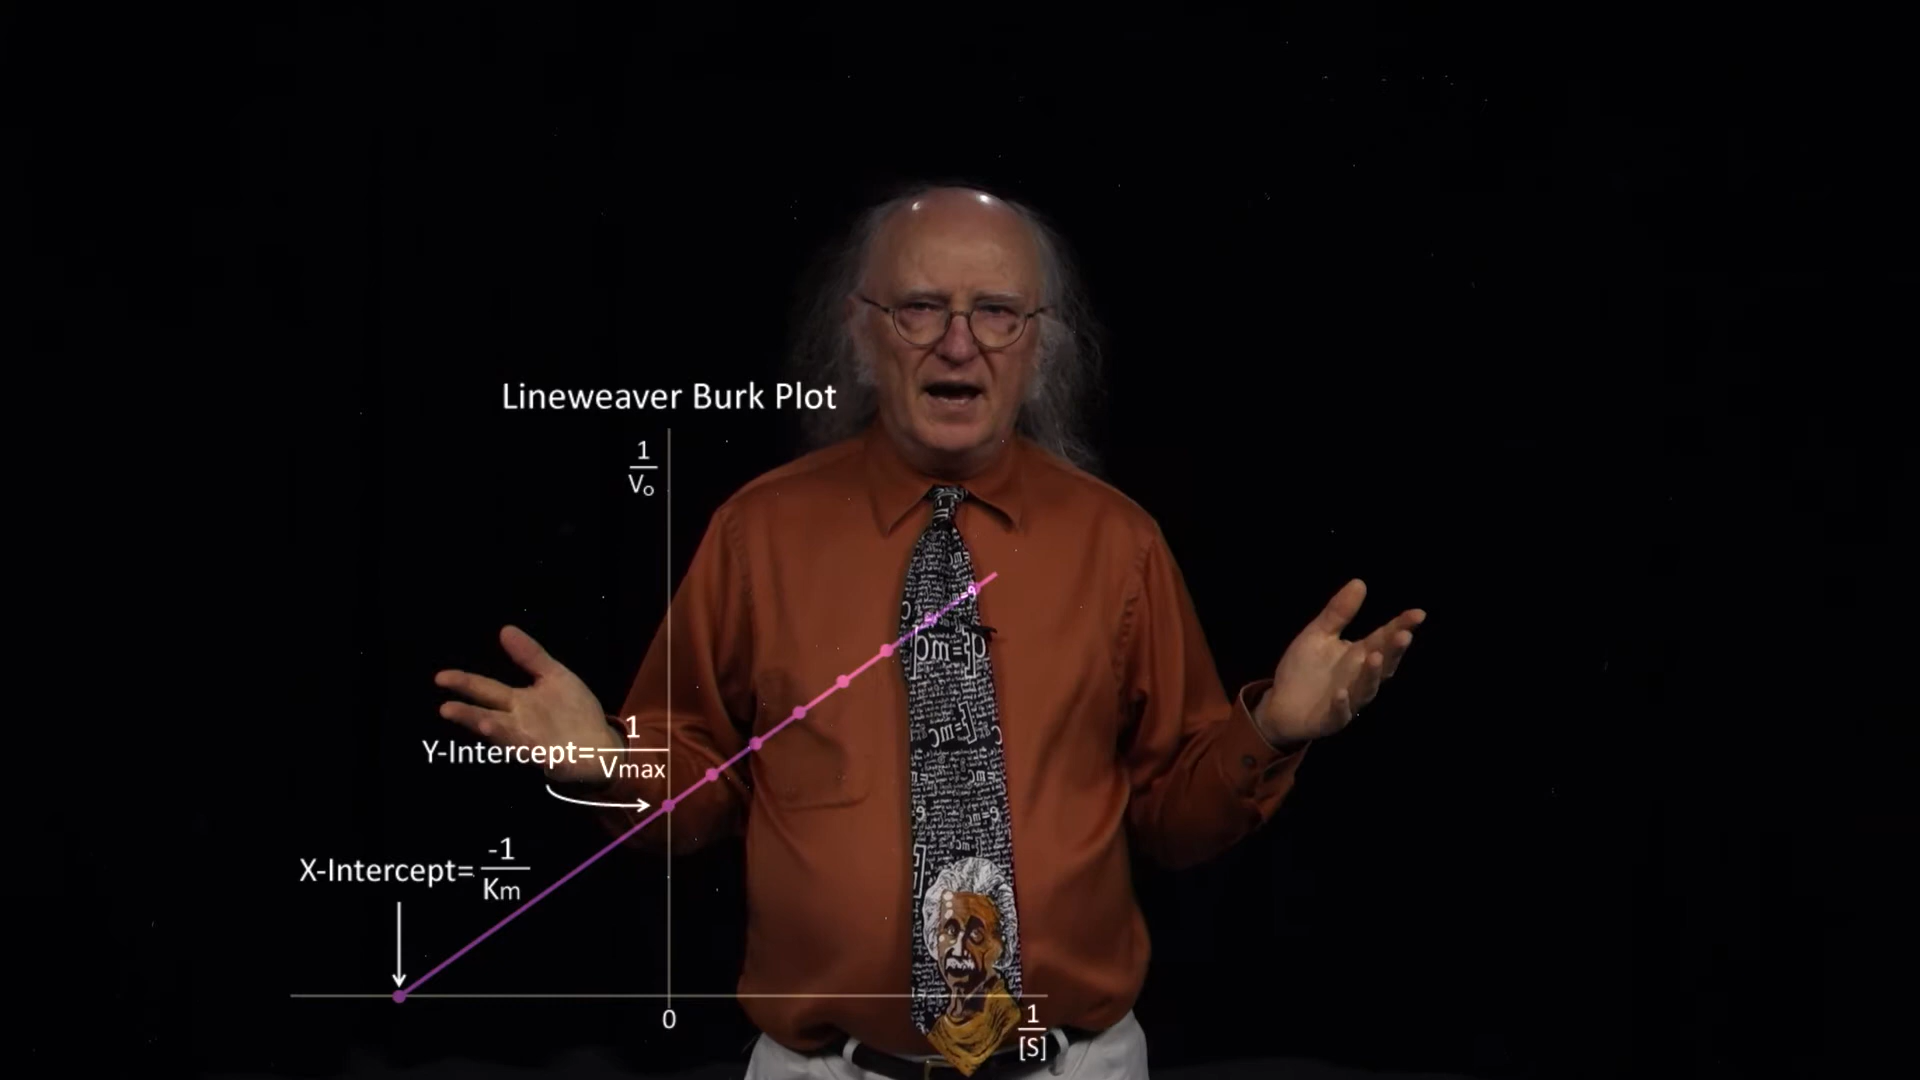 Lineweaver Burk Plot
1
Vo
Y-Intercept=
1
Vmax
X-Intercept=
-1
Km
0
1
[S]